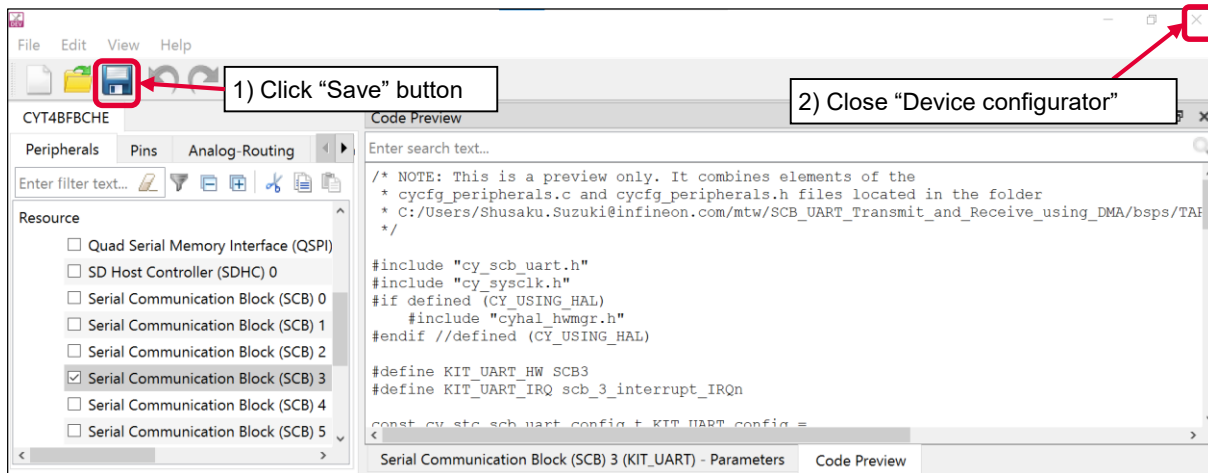 DEV
File Edit View Help
1) Click “Save” button
2) Close “Device configurator”
CYT4BFBCHE
Peripherals Pins Analog-Routing
Enter filter text...
Resource
Quad Serial Memory Interface (QSPI)
SD Host Controller (SDHC) 0
Serial Communication Block (SCB) 0
Serial Communication Block (SCB) 1
Serial Communication Block (SCB) 2
Serial Communication Block (SCB) 3
Serial Communication Block (SCB) 4
Serial Communication Block (SCB) 5
Code Preview
Enter search text...
/* NOTE: This is a preview only. It combines elements of the
* cycfg_peripherals.c and cycfg_peripherals.h files located in the folder
* C:/Users/Shusaku.Suzuki@infineon.com/mtw/SCB_UART_Transmit_and_Receive_using_DMA/bsps/TAR
*/
#include "cy_scb_uart.h"
#include "cy_sysclk.h"
#if defined (CY_USING_HAL)
#include "cyhal_hwmgr.h"
#endif //defined (CY_USING_HAL)
#define KIT_UART_HW SCB3
#define KIT_UART_IRQ scb_3_interrupt_IRQn
const cy_stc_scb_uart_config_t KIT_UART_config =
Serial Communication Block (SCB) 3 (KIT_UART) - Parameters Code Preview